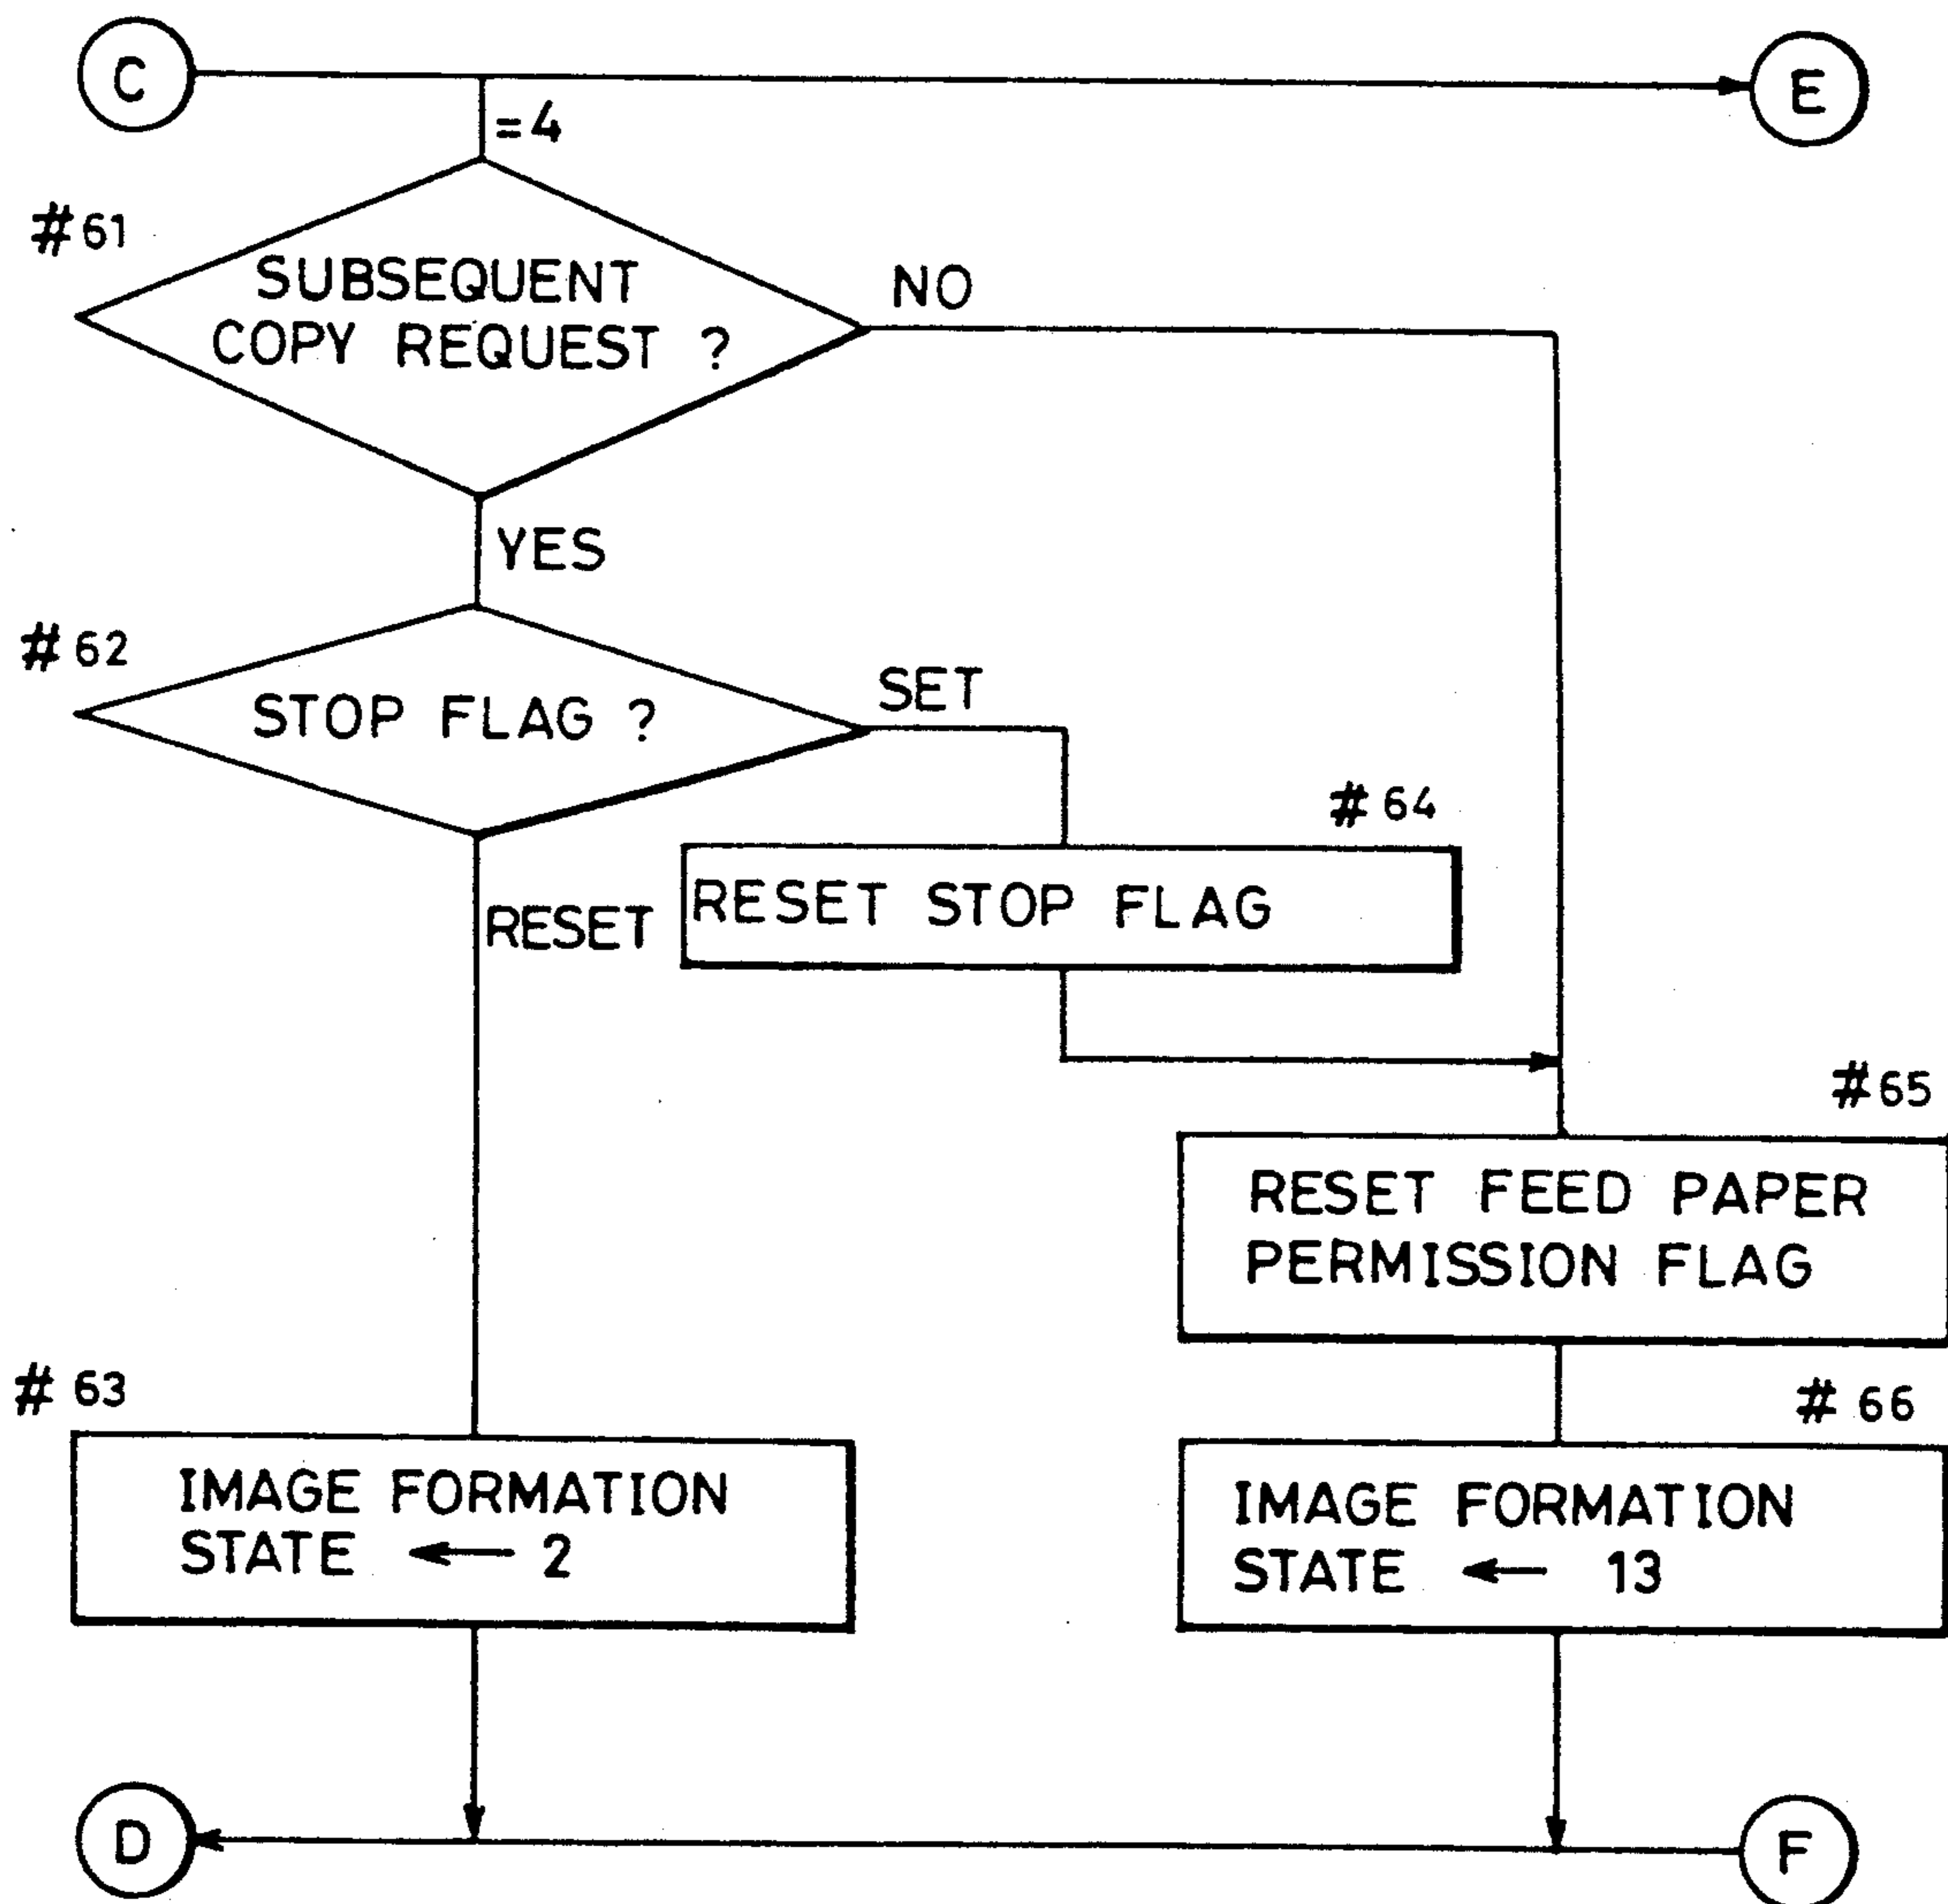 C
E
=4
#61
SUBSEQUENT
COPY REQUEST ?
NO
YES
#62
STOP FLAG ?
SET
#64
RESET
RESET STOP FLAG
#65
RESET FEED PAPER
PERMISSION FLAG
#63
IMAGE FORMATION
STATE ← 2
#66
IMAGE FORMATION
STATE ← 13
D
F